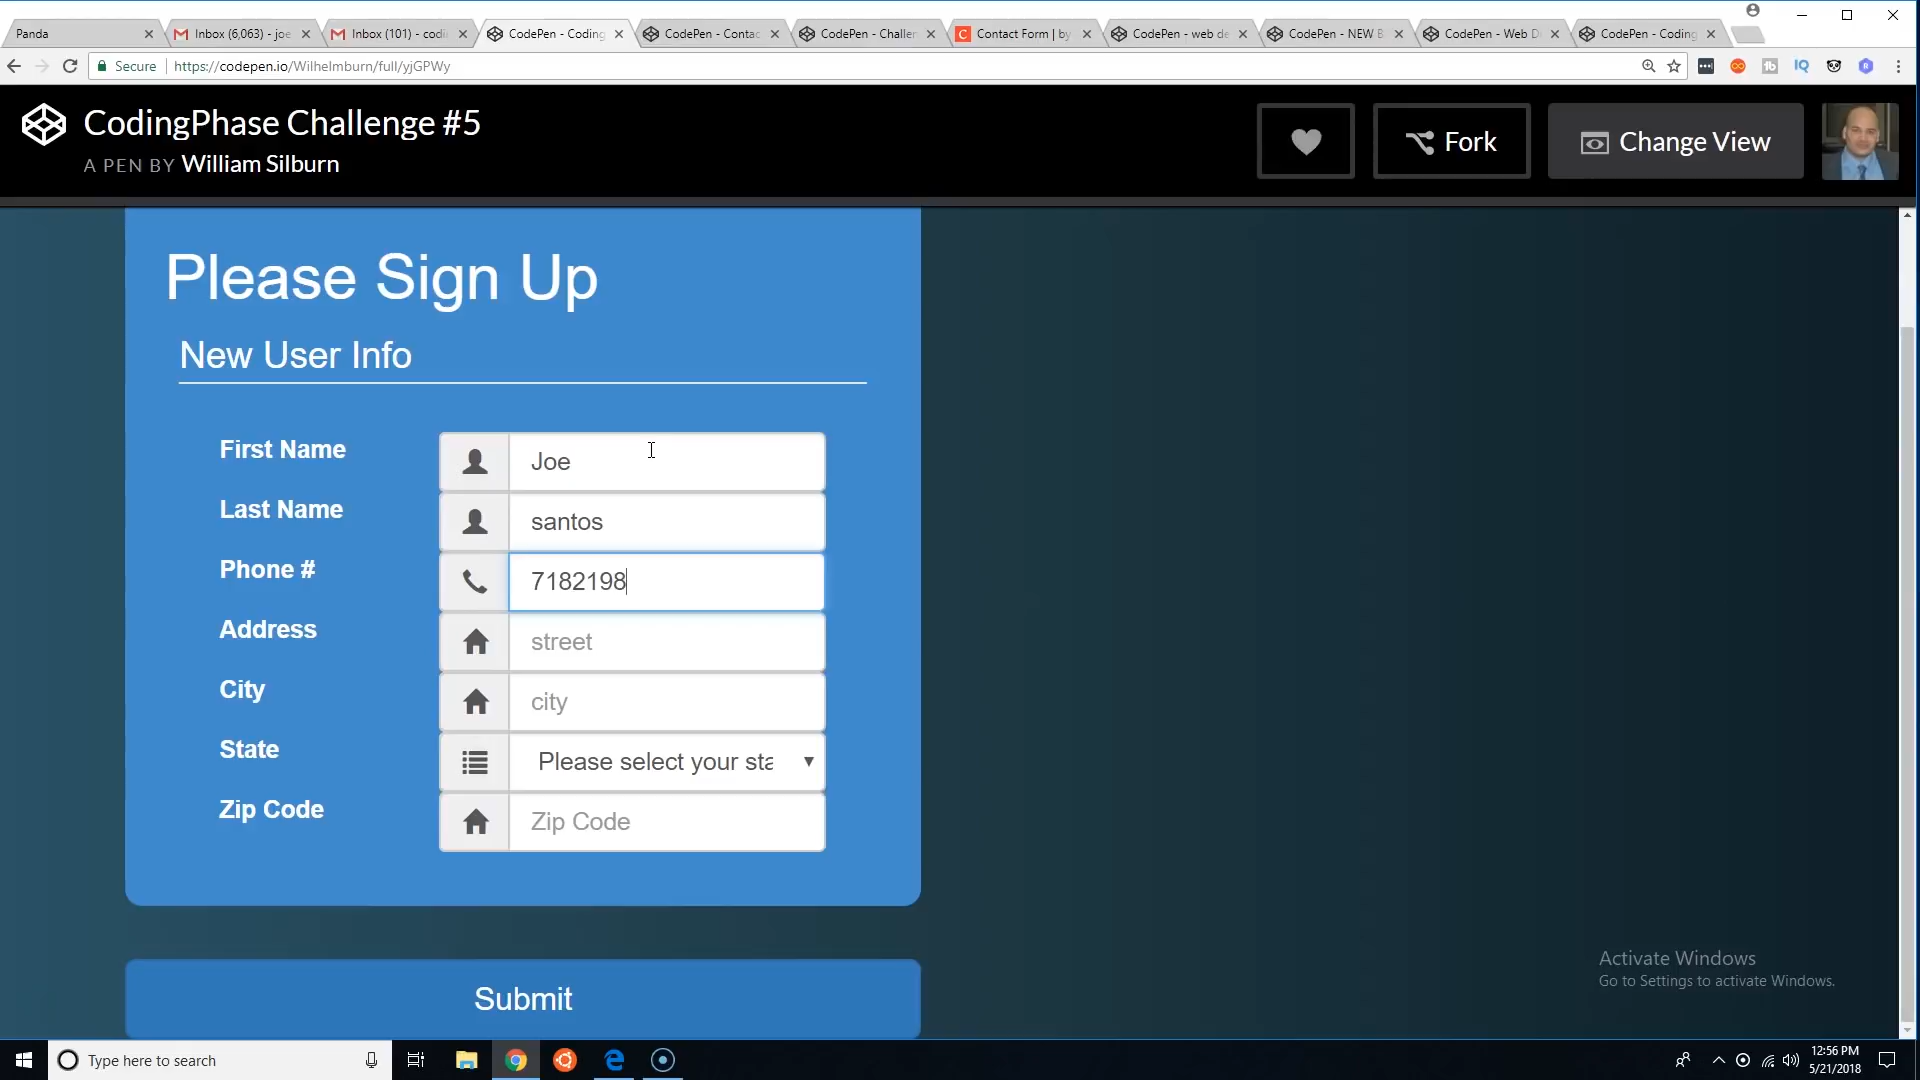 Panda
Inbox (6,063) - joe
Inbox (101) - codi
CodePen - Coding
CodePen - Contac
CodePen - Challen
C
Contact Form | by
CodePen - web de
CodePen - NEW B
CodePen - Web D
CodePen - Coding
Secure
https://codepen.io/Wilhelmburn/full/yjGPWy
tb
IQ
R
CodingPhase Challenge #5
A PEN BY William Silburn
Fork
Change View
Please Sign Up
New User Info
First Name
Joe
Last Name
santos
Phone #
7182198
Address
street
City
city
State
Please select your sta
Zip Code
Zip Code
Submit
Activate Windows
Go to Settings to activate Windows.
Type here to search
12:56 PM
5/21/2018